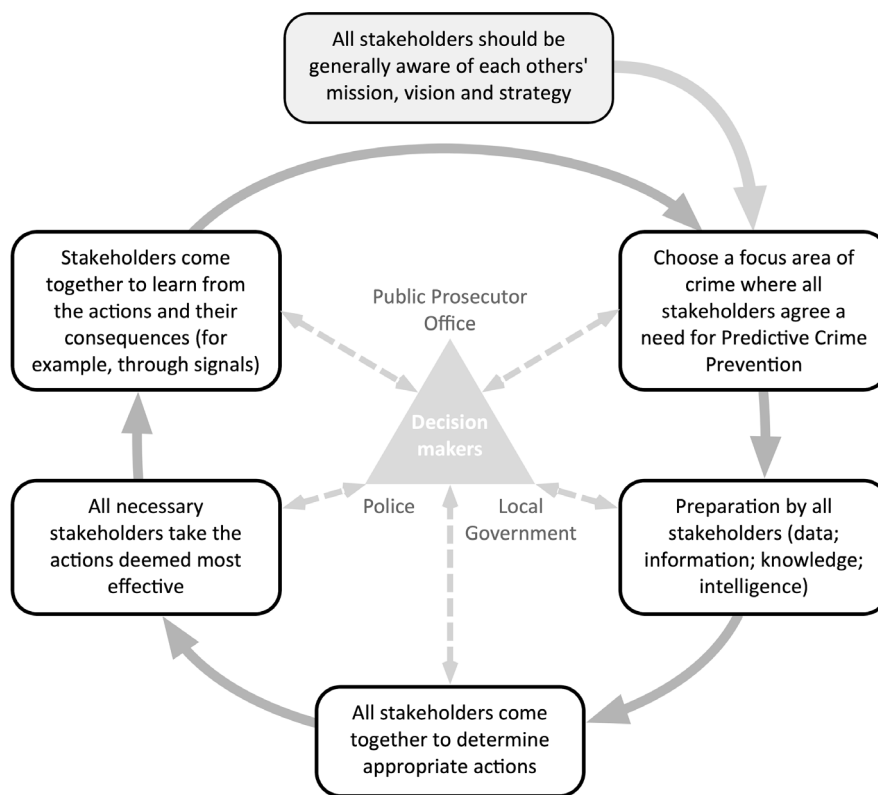 All stakeholders should be
generally aware of each others'
mission, vision and strategy
Stakeholders come
together to learn from
the actions and their
consequences (for
example, through signals)
Public Prosecutor
Office
Choose a focus area of
crime where all
stakeholders agree a
need for Predictive Crime
Prevention
Decision
makers
All necessary
stakeholders take the
actions deemed most
effective
Police
Local
Government
Preparation by all
stakeholders (data;
information; knowledge;
intelligence)
All stakeholders come
together to determine
appropriate actions